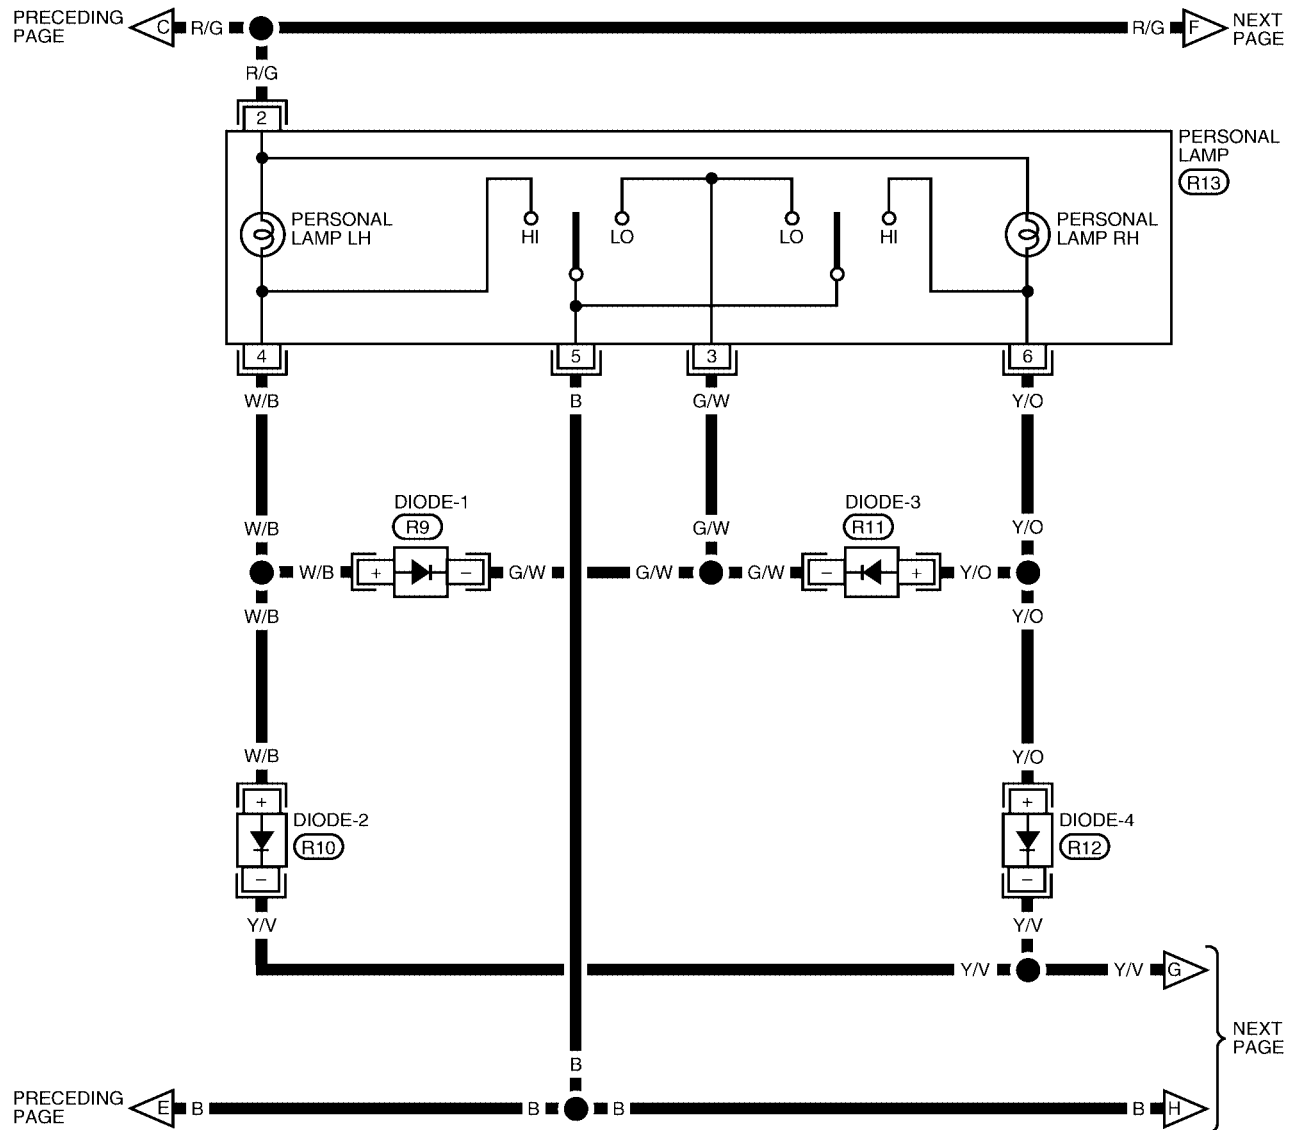 PRECEDING
PAGE
C
R/G
R/G
F
NEXT
PAGE
R/G
2
PERSONAL
LAMP
R13
PERSONAL
LAMP LH
HI
LO
LO
HI
PERSONAL
LAMP RH
4
5
3
6
W/B
B
G/W
Y/O
DIODE-1
R9
DIODE-3
R11
W/B
G/W
Y/O
W/B
+
−
G/W
G/W
G/W
−
+
Y/O
W/B
Y/O
W/B
Y/O
+
+
DIODE-2
R10
DIODE-4
R12
−
−
Y/V
Y/V
Y/V
Y/V
G
NEXT
PAGE
B
PRECEDING
PAGE
E
B
B
B
B
H